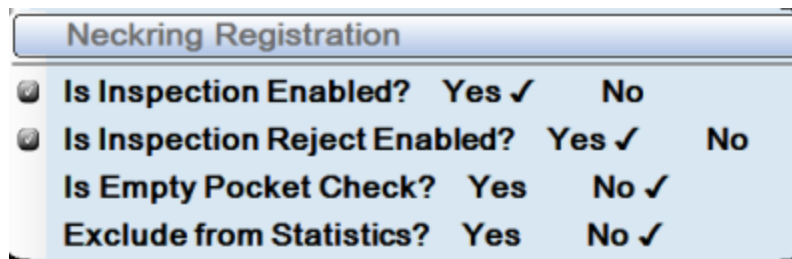 Neckring Registration
Is Inspection Enabled? Yes ✓ No
Is Inspection Reject Enabled? Yes ✓ No
Is Empty Pocket Check? Yes No ✓
Exclude from Statistics? Yes No ✓